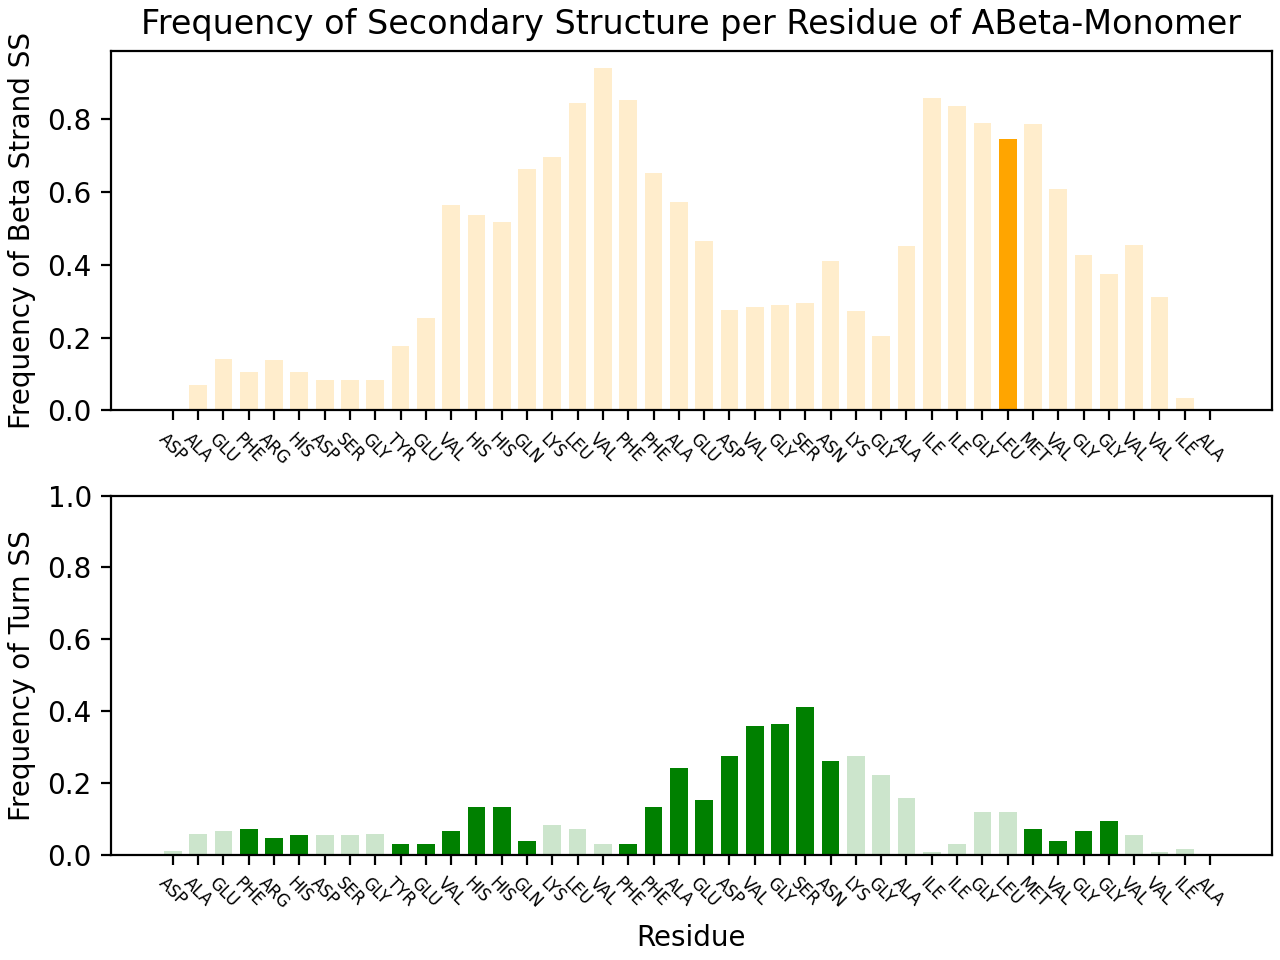 Frequency of Secondary Structure per Residue of ABeta-Monomer
Frequency of Beta Strand SS
0.8
0.6
0.4
0.2
0.0
ASP ALA GLU PHE ARG HIS ASP SER GLY TYR GLU VAL HIS HIS GLN LYS LEU VAL PHE PHE ALA GLU ASP VAL GLY SER ASN LYS GLY ALA ILE ILE GLY LEU MET VAL GLY GLY VAL VAL ILE ALA
Frequency of Turn SS
1.0
0.8
0.6
0.4
0.2
0.0
ASP ALA GLU PHE ARG HIS ASP SER GLY TYR GLU VAL HIS HIS GLN LYS LEU VAL PHE PHE ALA GLU ASP VAL GLY SER ASN LYS GLY ALA ILE ILE GLY LEU MET VAL GLY GLY VAL VAL ILE ALA
Residue